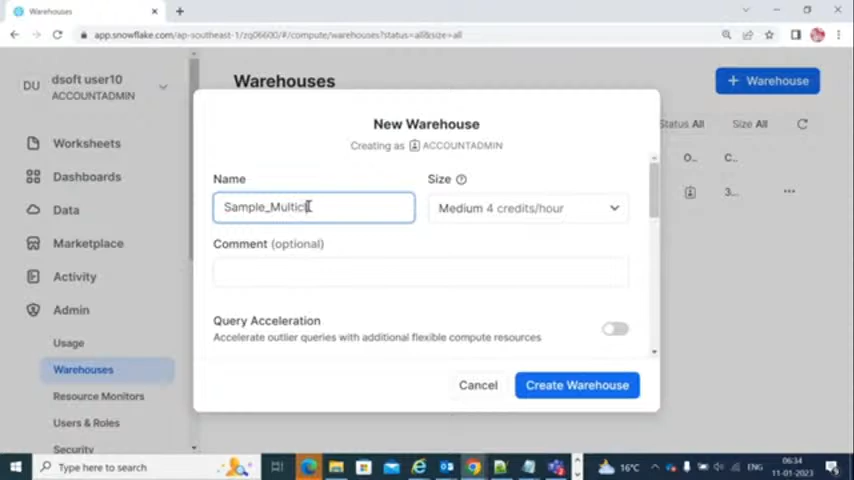 Warehouses
app.snowflake.com/ap-southeast-1/zq06600/#/compute/warehouses?status=all&size=all
DU
dsoft user10
ACCOUNTADMIN
Warehouses
+ Warehouse
Status All
Size All
Worksheets
Dashboards
Data
Marketplace
Activity
Admin
Usage
Warehouses
Resource Monitors
Users & Roles
Security
O...
C...
3...
New Warehouse
Creating as ACCOUNTADMIN
Name
Size
Medium 4 credits/hour
Comment (optional)
Query Acceleration
Accelerate outlier queries with additional flexible compute resources
Cancel
Create Warehouse
Type here to search
16°C
ENG
06:34
11-01-2023